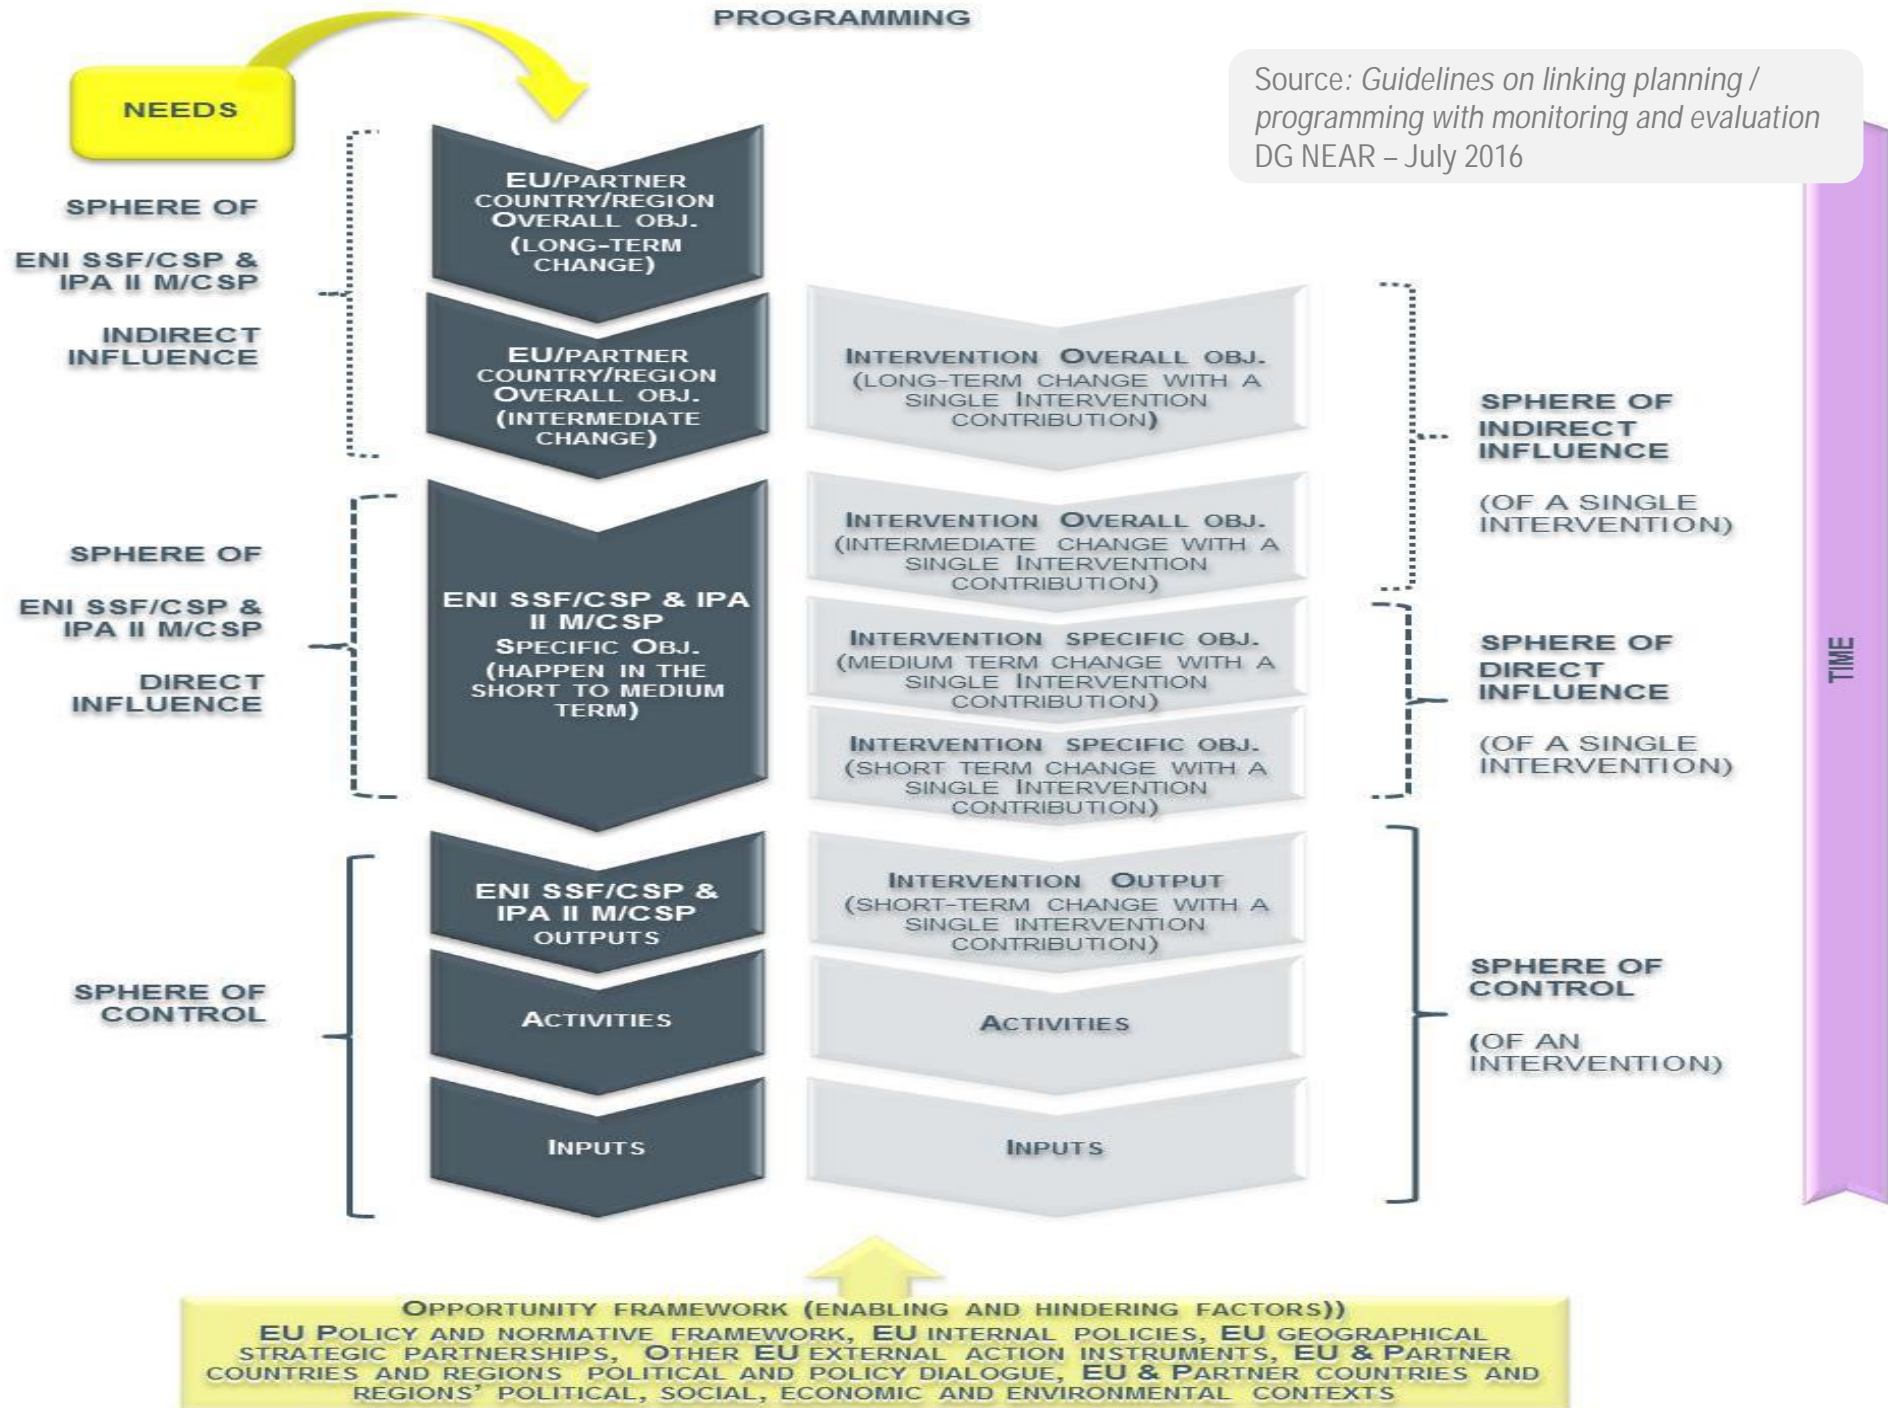 PROGRAMMING
Source: Guidelines on linking planning /
programming with monitoring and evaluation
DG NEAR – July 2016
NEEDS
SPHERE OF
ENI SSF/CSP &
IPA II M/CSP
INDIRECT
INFLUENCE
SPHERE OF
ENI SSF/CSP &
IPA II M/CSP
DIRECT
INFLUENCE
SPHERE OF
CONTROL
EU/PARTNER
COUNTRY/REGION
OVERALL OBJ.
(LONG-TERM
CHANGE)
EU/PARTNER
COUNTRY/REGION
OVERALL OBJ.
(INTERMEDIATE
CHANGE)
ENI SSF/CSP & IPA
II M/CSP
SPECIFIC OBJ.
(HAPPEN IN THE
SHORT TO MEDIUM
TERM)
ENI SSF/CSP &
IPA II M/CSP
OUTPUTS
ACTIVITIES
INPUTS
INTERVENTION OVERALL OBJ.
(LONG-TERM CHANGE WITH A
SINGLE INTERVENTION
CONTRIBUTION)
INTERVENTION OVERALL OBJ.
(INTERMEDIATE CHANGE WITH A
SINGLE INTERVENTION
CONTRIBUTION)
INTERVENTION SPECIFIC OBJ.
(MEDIUM TERM CHANGE WITH A
SINGLE INTERVENTION
CONTRIBUTION)
INTERVENTION SPECIFIC OBJ.
(SHORT TERM CHANGE WITH A
SINGLE INTERVENTION
CONTRIBUTION)
INTERVENTION OUTPUT
(SHORT-TERM CHANGE WITH A
SINGLE INTERVENTION
CONTRIBUTION)
ACTIVITIES
INPUTS
SPHERE OF
INDIRECT
INFLUENCE
(OF A SINGLE
INTERVENTION)
SPHERE OF
DIRECT
INFLUENCE
(OF A SINGLE
INTERVENTION)
SPHERE OF
CONTROL
(OF AN
INTERVENTION)
TIME
OPPORTUNITY FRAMEWORK (ENABLING AND HINDERING FACTORS))
EU POLICY AND NORMATIVE FRAMEWORK, EU INTERNAL POLICIES, EU GEOGRAPHICAL
STRATEGIC PARTNERSHIPS, OTHER EU EXTERNAL ACTION INSTRUMENTS, EU & PARTNER
COUNTRIES AND REGIONS POLITICAL AND POLICY DIALOGUE, EU & PARTNER COUNTRIES AND
REGIONS' POLITICAL, SOCIAL, ECONOMIC AND ENVIRONMENTAL CONTEXTS